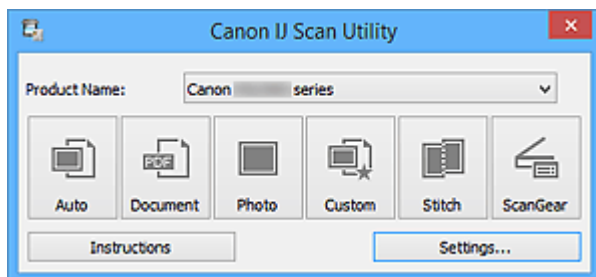 Canon IJ Scan Utility
Product Name: Canon series
PDF
Auto Document Photo Custom Stitch ScanGear
Instructions Settings...